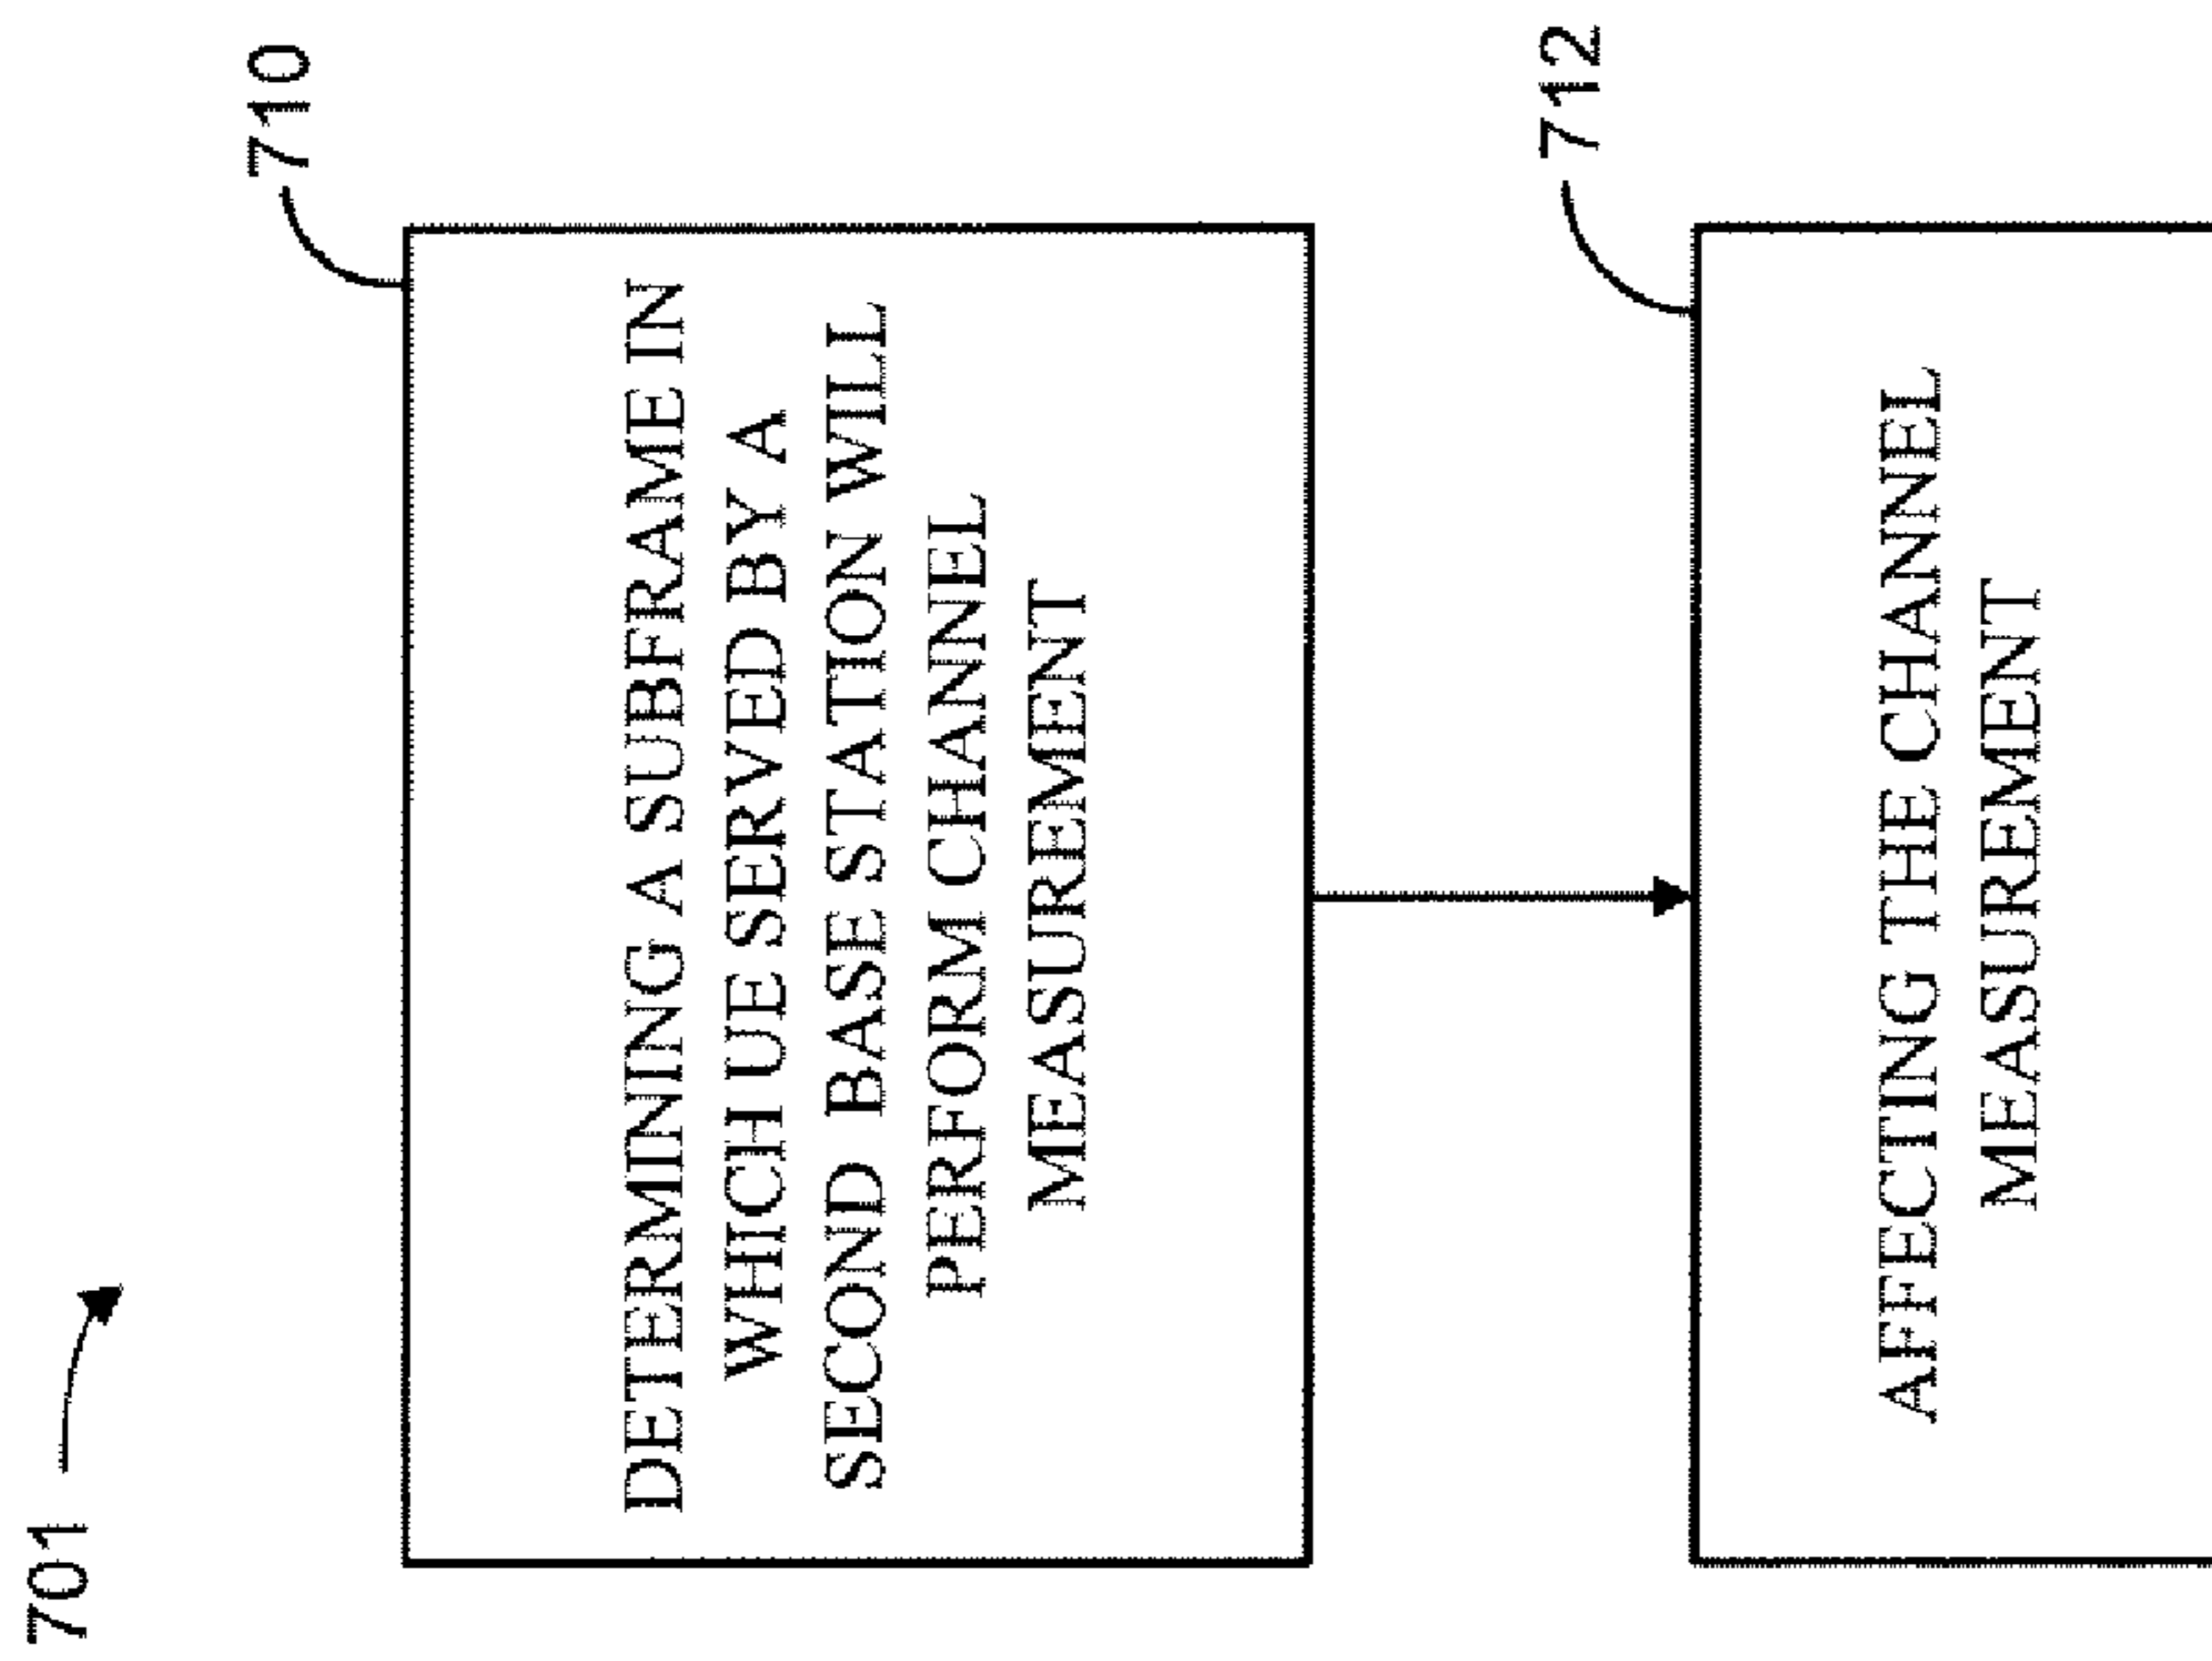 701
710
DETERMINING A SUBFRAME IN
WHICH UE SERVED BY A
SECOND BASE STATION WILL
PERFORM CHANNEL
MEASUREMENT
712
AFFECTING THE CHANNEL
MEASUREMENT